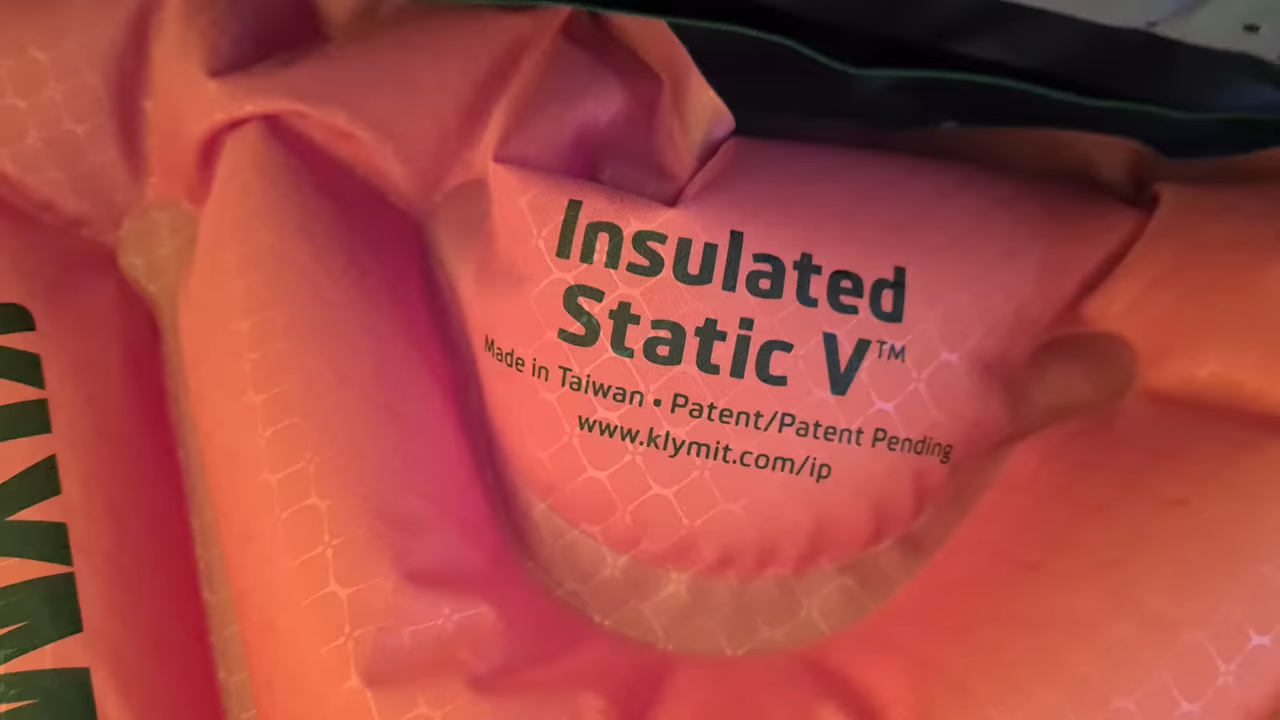 Insulated
Static V™
Made in Taiwan • Patent/Patent Pending
www.klymit.com/ip